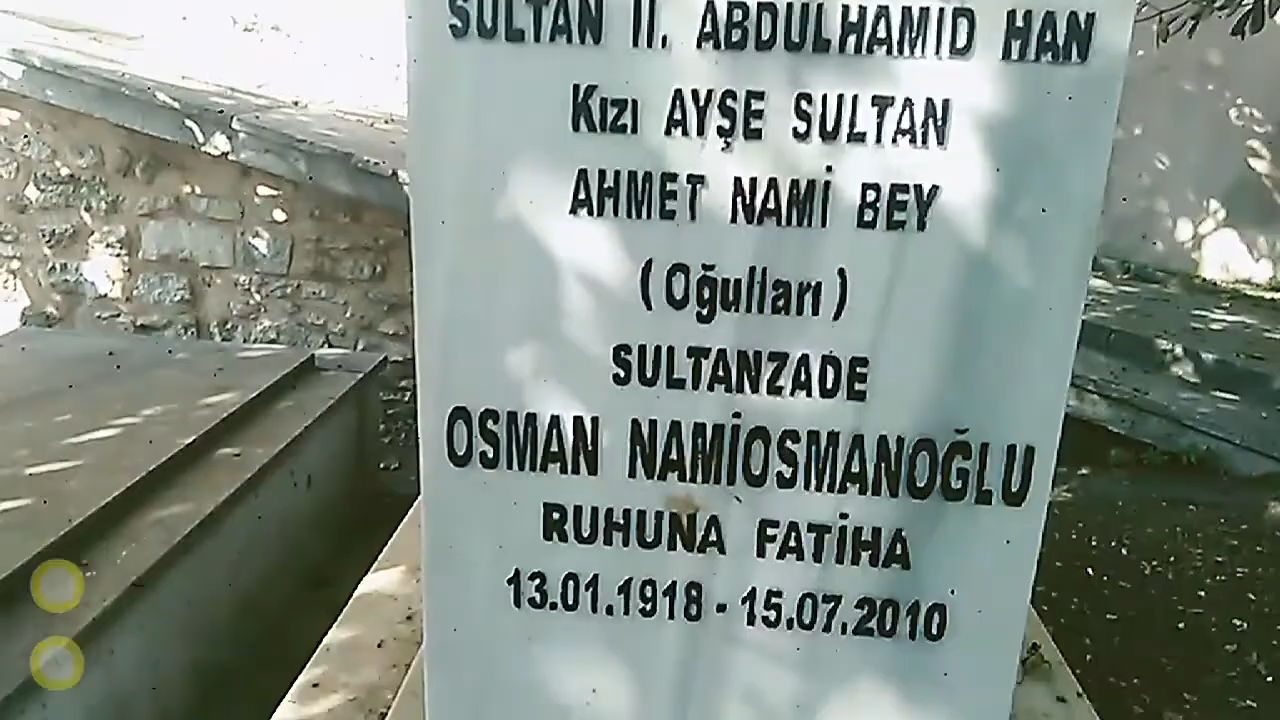 SULTAN II. ABDULHAMID HAN
Kızı AYŞE SULTAN
AHMET NAMİ BEY
(Oğulları)
SULTANZADE
OSMAN NAMİOSMANOĞLU
RUHUNA FATİHA
13.01.1918 - 15.07.2010